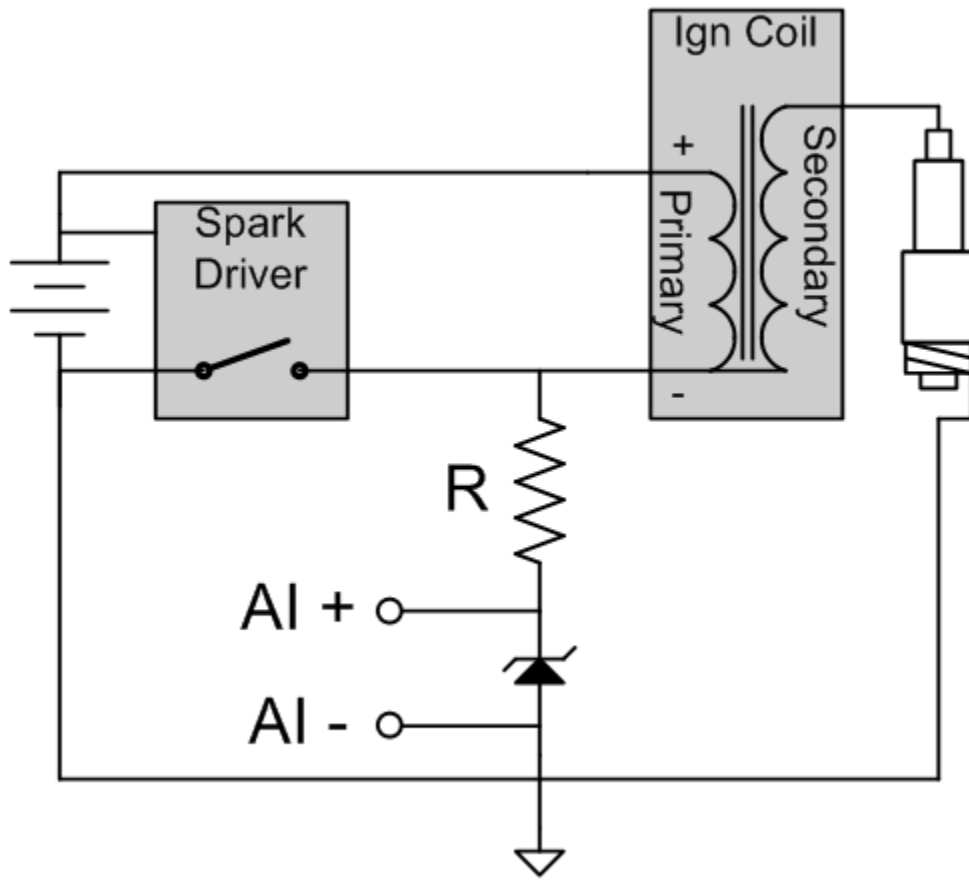 Ign Coil
+
Primary
-
Secondary
Spark
Driver
R
AI +
AI -